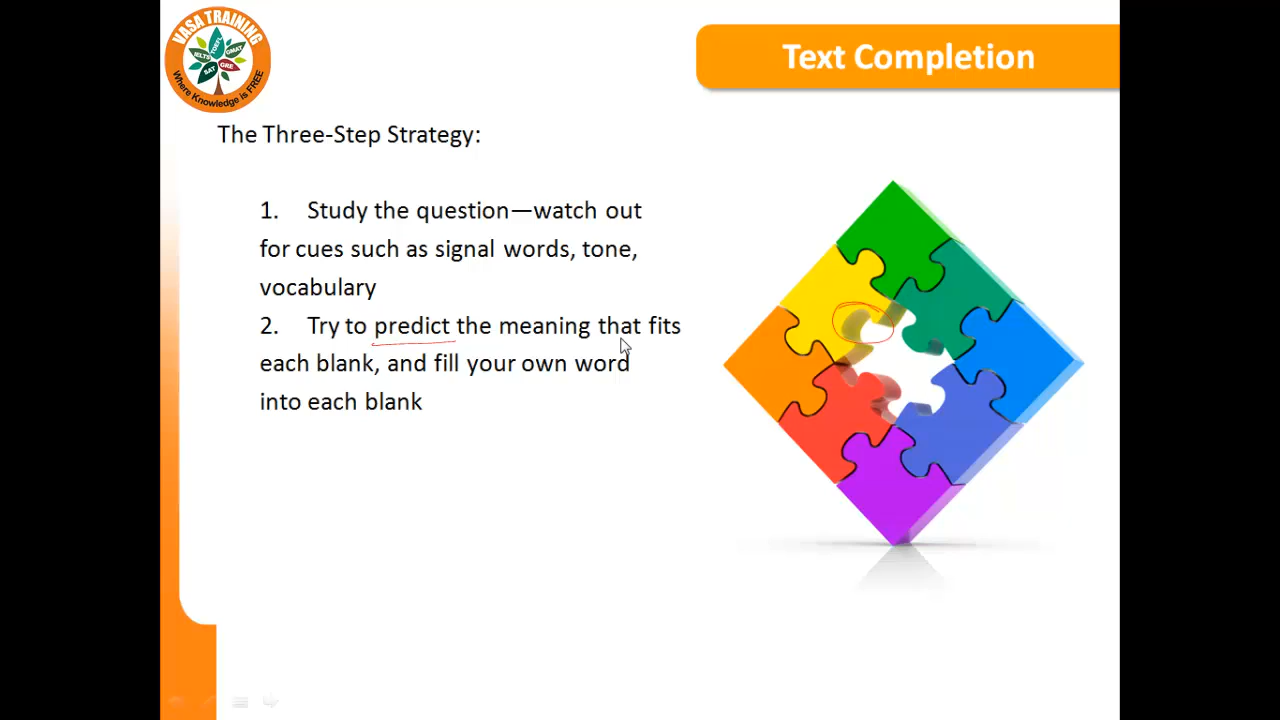 VASA TRAINING
TOEFL
IELTS
GMAT
SAT
GRE
Where Knowledge is FREE
Text Completion
The Three-Step Strategy:
1. Study the question—watch out
for cues such as signal words, tone,
vocabulary
2. Try to predict the meaning that fits
each blank, and fill your own word
into each blank